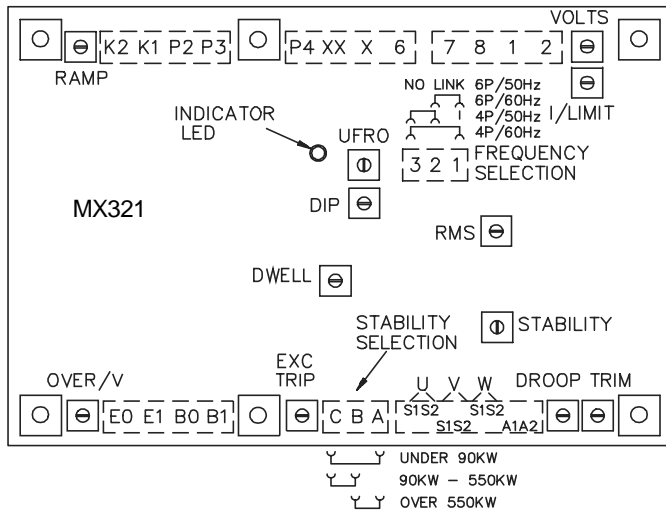 VOLTS
K2 K1 P2 P3 P4 XX X 6 7 8 1 2
RAMP
I/LIMIT
NO LINK 6P/50Hz
6P/60Hz
4P/50Hz
4P/60Hz
INDICATOR
LED
UFRO
3 2 1
FREQUENCY
SELECTION
MX321
DIP
RMS
DWELL
STABILITY
SELECTION
STABILITY
OVER/V
EXC
TRIP
U V W
DROOP TRIM
E0 E1 B0 B1
C B A
S1S2 S1S2
S1S2 A1A2
UNDER 90KW
90KW – 550KW
OVER 550KW